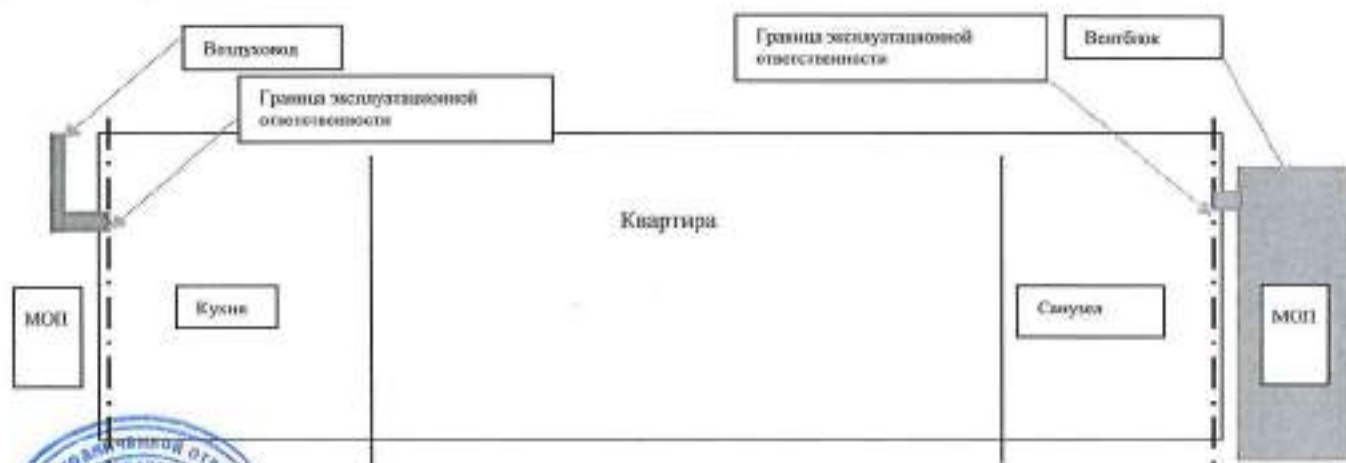 Воздуховод
Граница эксплуатационной
ответственности
Граница эксплуатационной
ответственности
Вентблок
Квартира
МОП
Кухня
Санузел
МОП